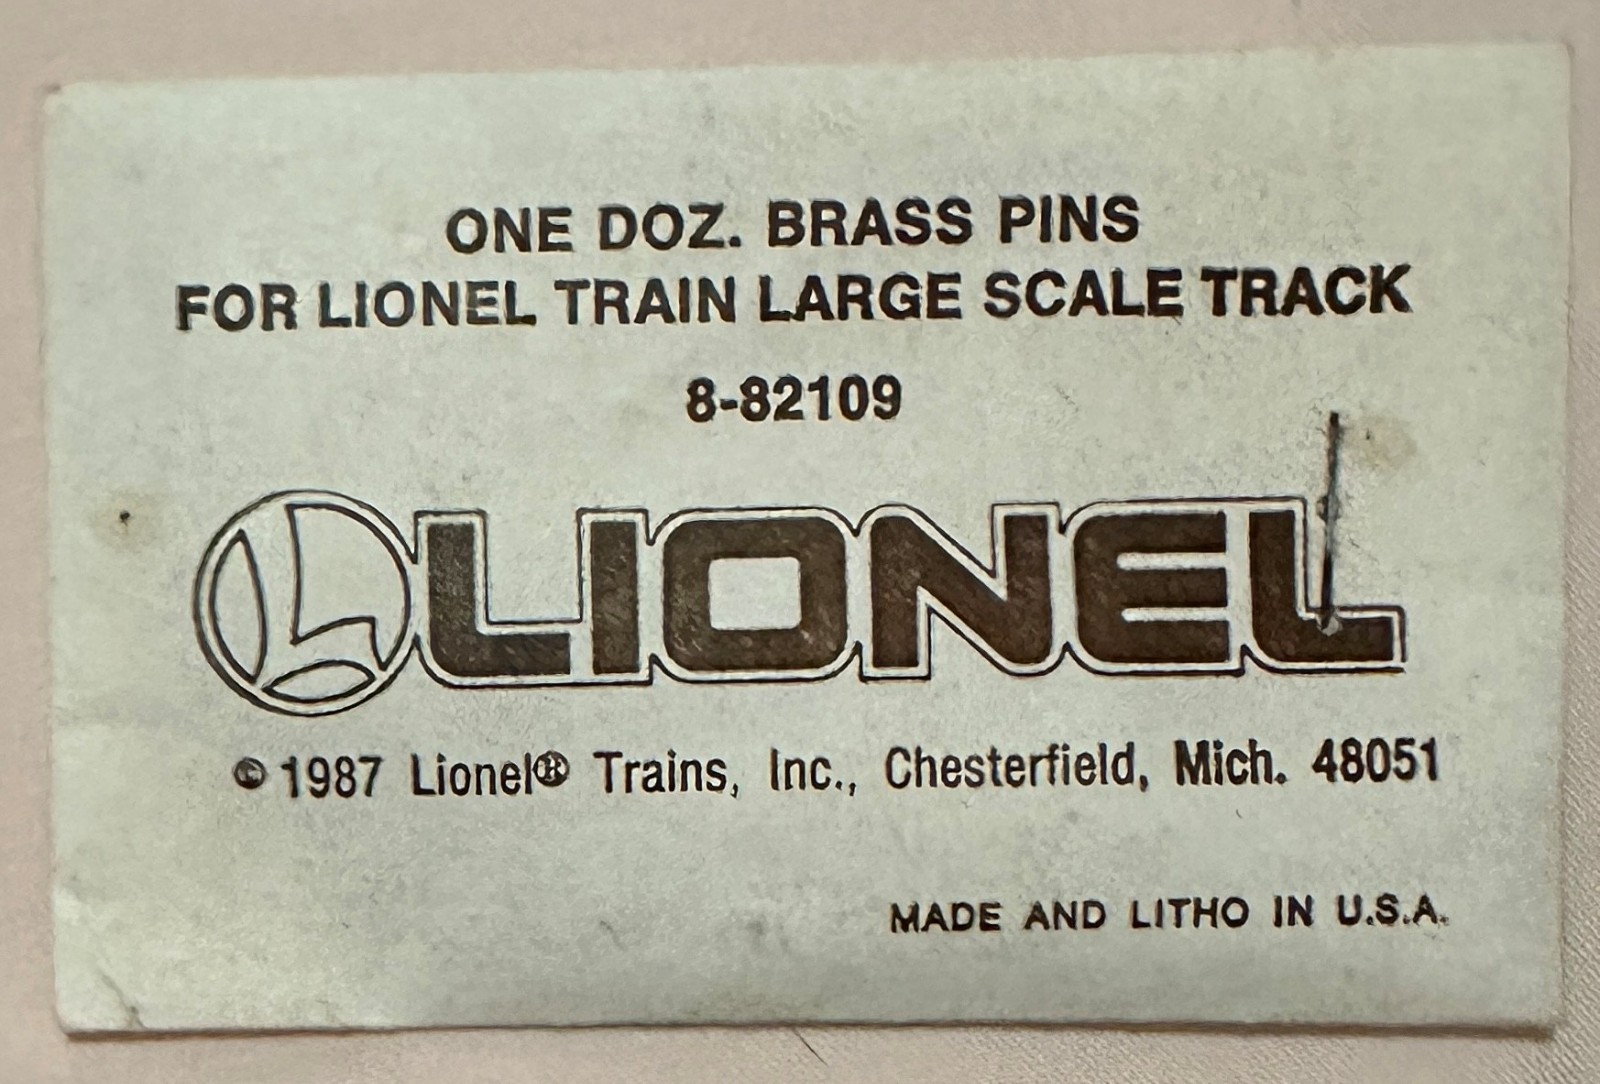 ONE DOZ. BRASS PINS
FOR LIONEL TRAIN LARGE SCALE TRACK
8-82109
L LIONEL
© 1987 Lionel® Trains, Inc., Chesterfield, Mich. 48051
MADE AND LITHO IN U.S.A.